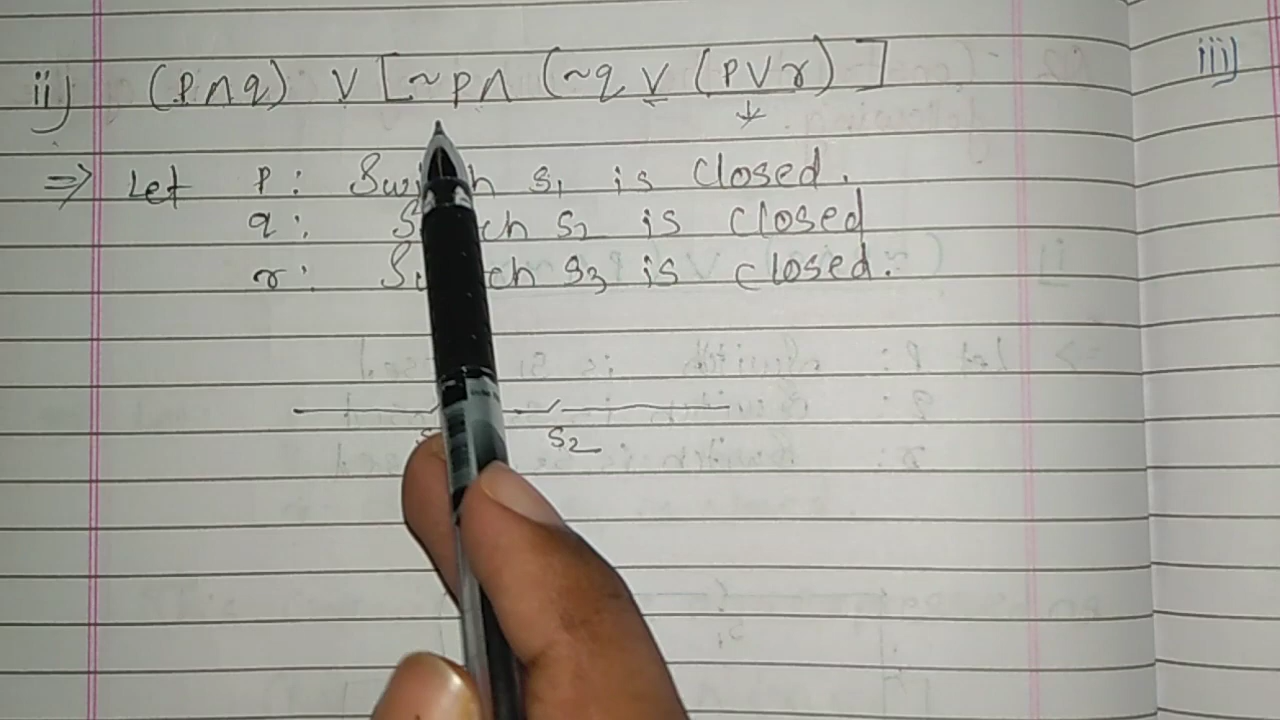 ii) (p∧q) ∨ [~p∧ (~q ∨ (p∨r) ]
iii)
⇒ Let p: Switch s₁ is closed.
q: Switch s₂ is closed
r: Switch s₃ is closed.
s₂